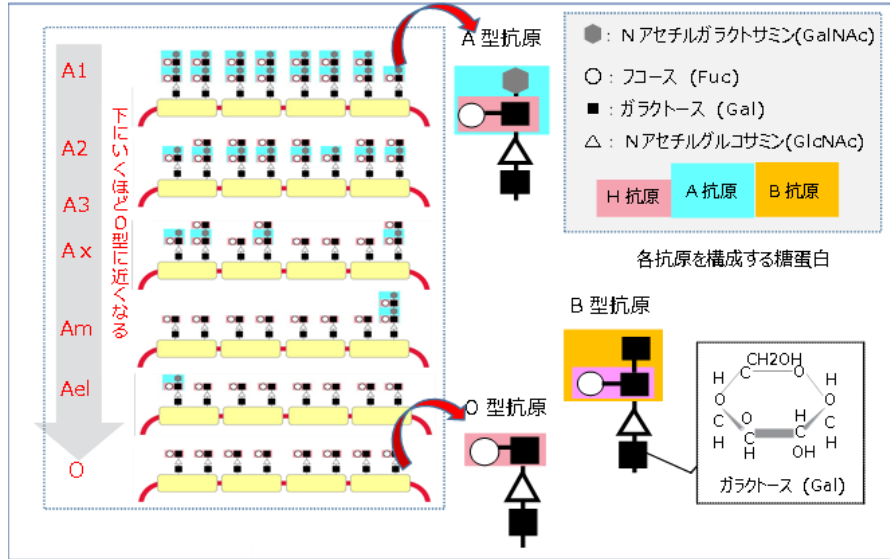 A1
A2
A3
Ax
Am
Ael
O
下にいくほどO型に近くなる
A型抗原
O型抗原
B型抗原
: Nアセチルガラクトサミン(GalNAc)
: フコース (Fuc)
: ガラクトース (Gal)
: Nアセチルグルコサミン(GlcNAc)
H抗原
A抗原
B抗原
各抗原を構成する糖蛋白
CH2OH
H
C
O
H
O
O
O
C
C
C
C
H
H
H
OH
ガラクトース (Gal)